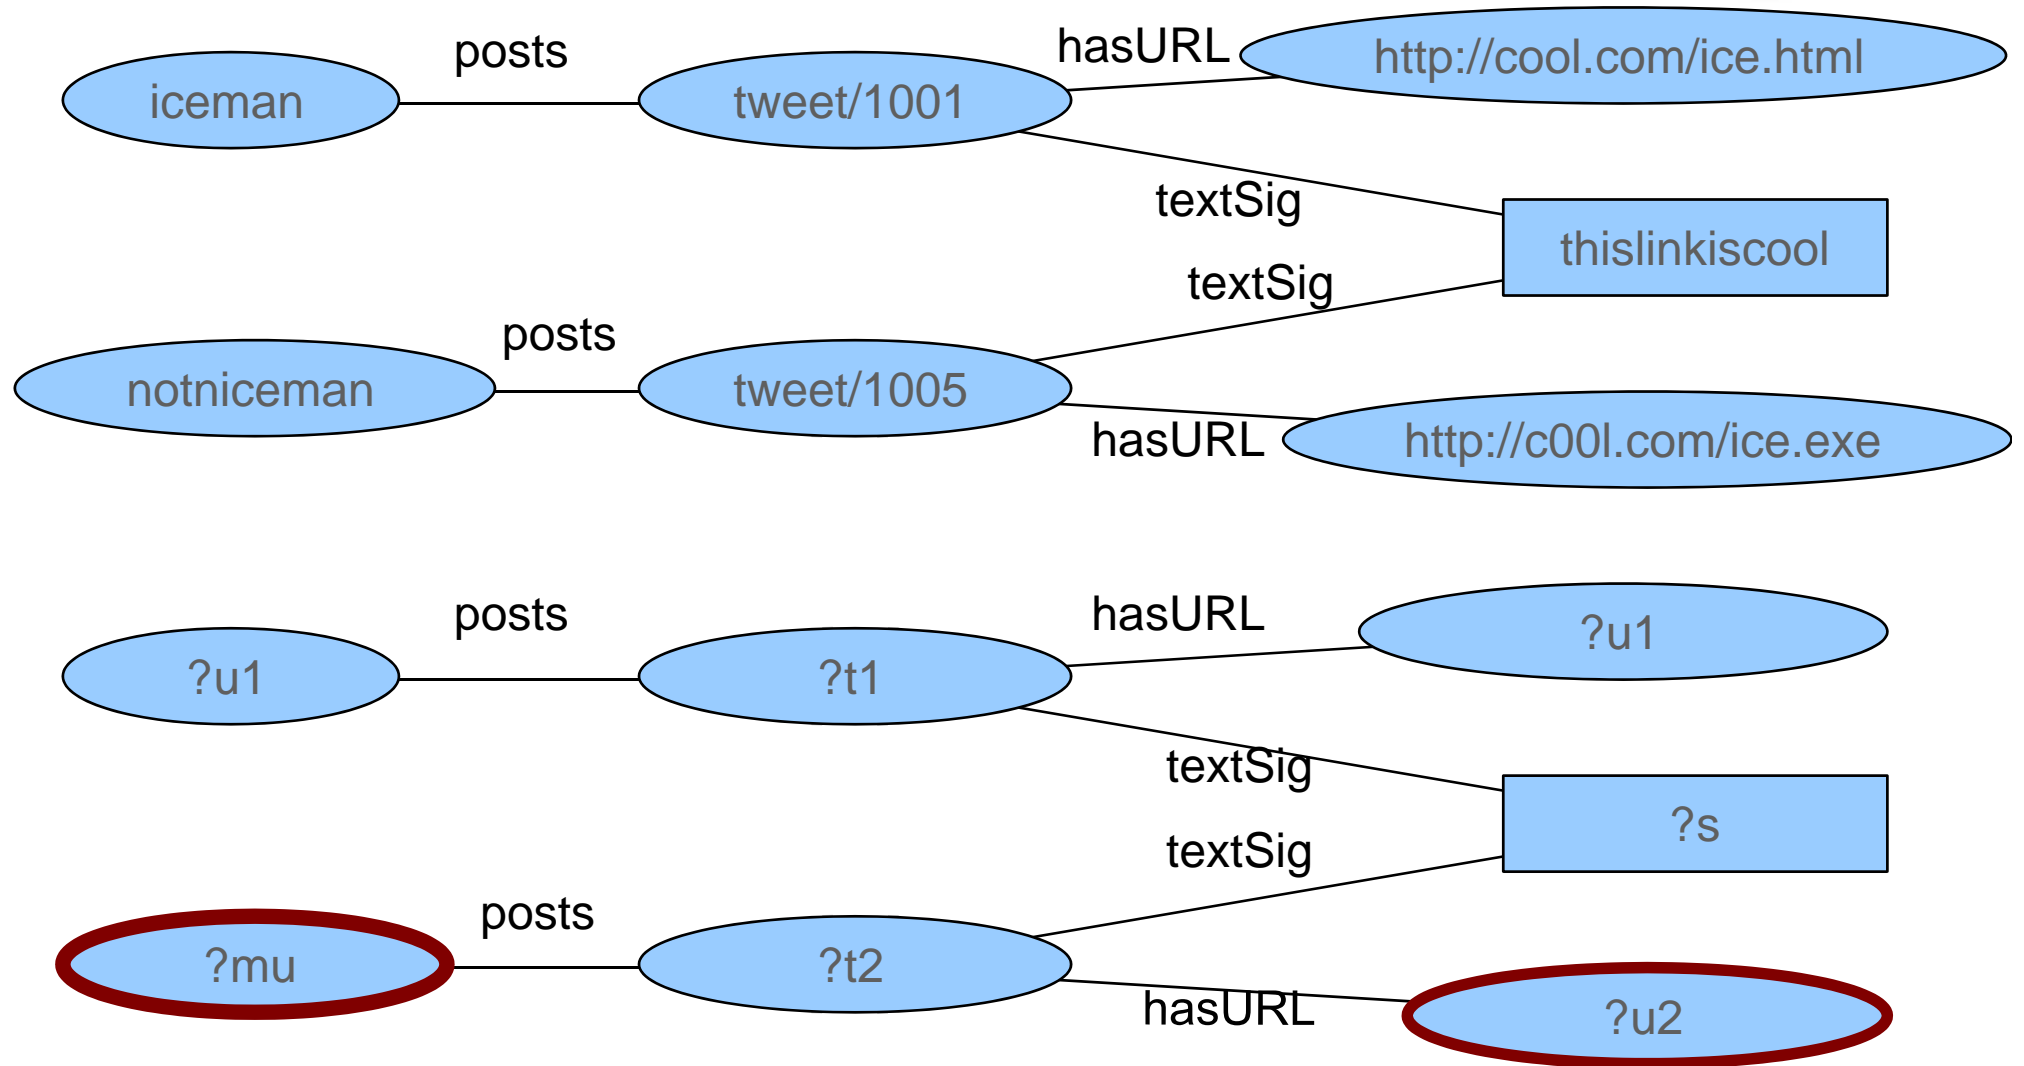 posts
hasURL
http://cool.com/ice.html
iceman
tweet/1001
textSig
thislinkiscool
textSig
posts
notniceman
tweet/1005
hasURL
http://c00l.com/ice.exe
posts
hasURL
?u1
?u1
?t1
textSig
?s
textSig
posts
?mu
?t2
hasURL
?u2